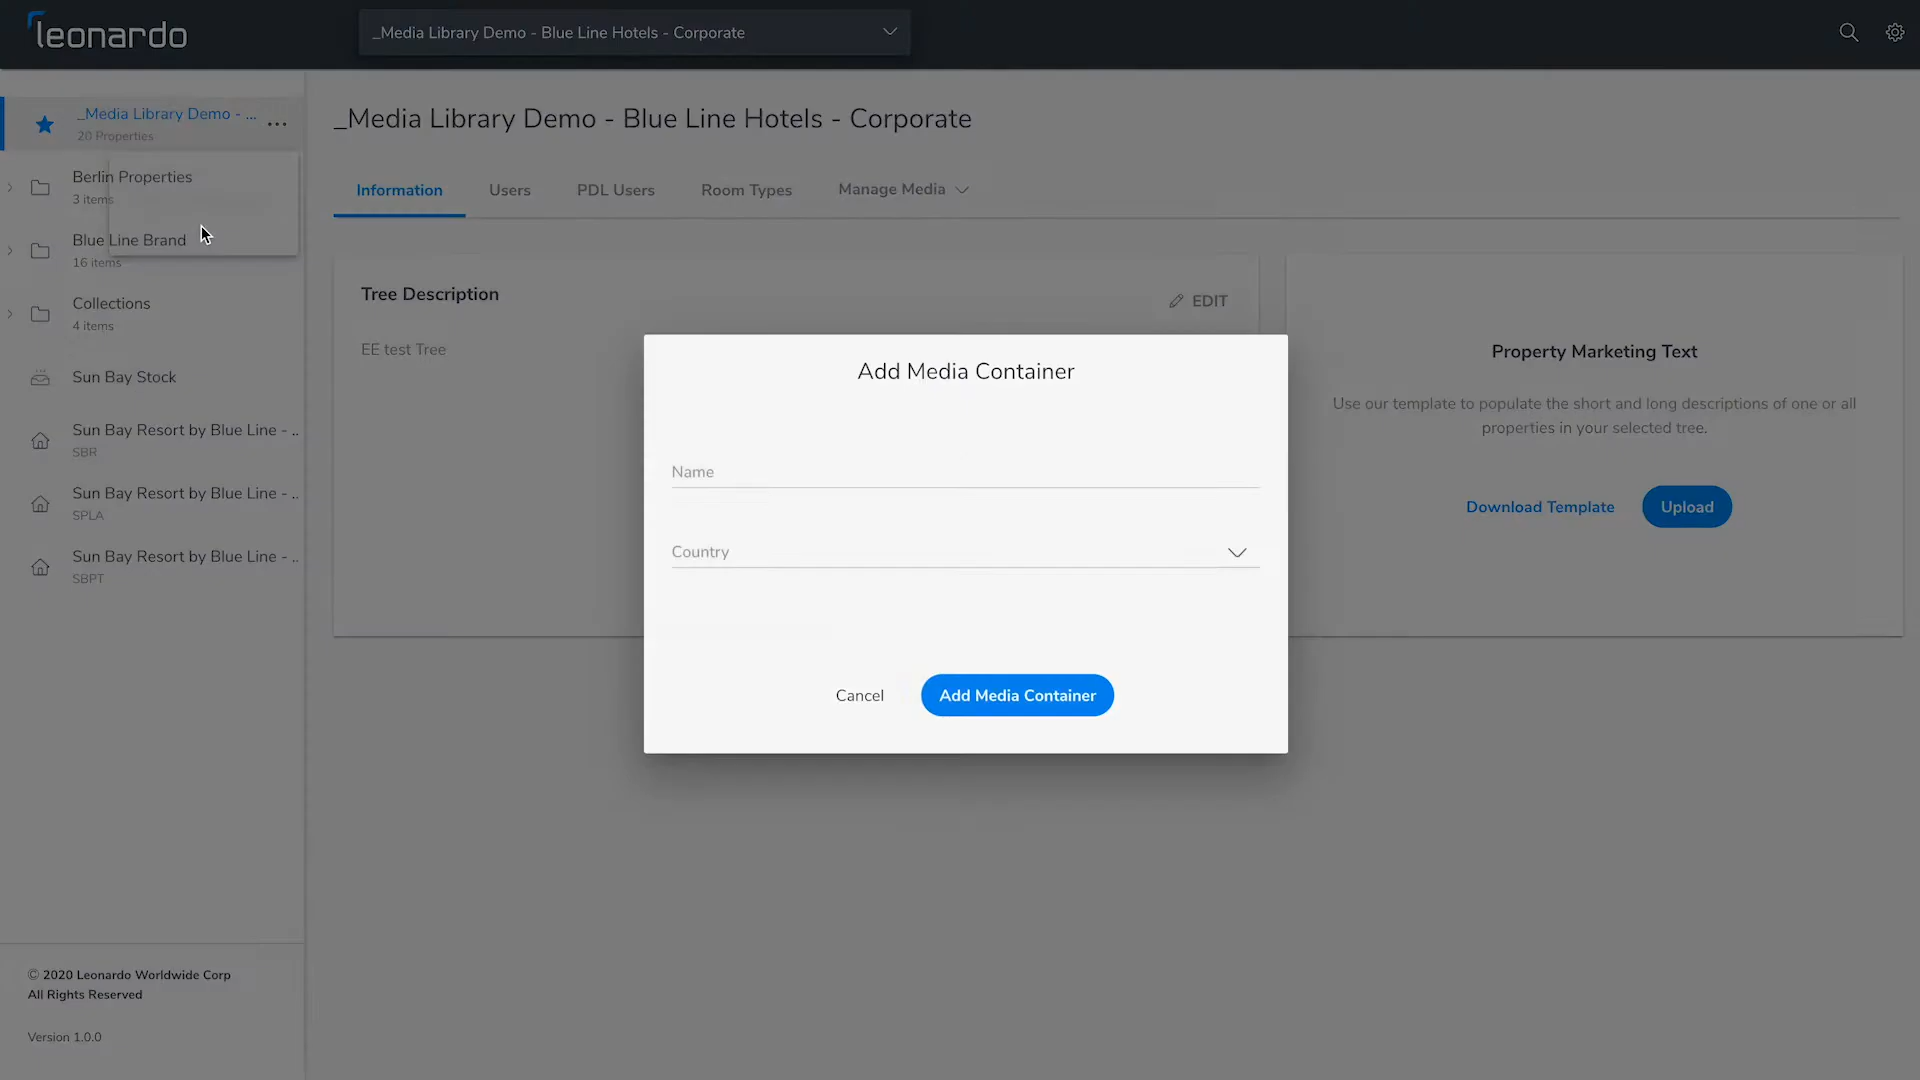 leonardo
_Media Library Demo - Blue Line Hotels - Corporate
_Media Library Demo - ...
20 Properties
Berlin Properties
3 items
Blue Line Brand
16 items
Collections
4 items
Sun Bay Stock
Sun Bay Resort by Blue Line - ..
SBR
Sun Bay Resort by Blue Line - ..
SPLA
Sun Bay Resort by Blue Line - ..
SBPT
© 2020 Leonardo Worldwide Corp
All Rights Reserved
Version 1.0.0
_Media Library Demo - Blue Line Hotels - Corporate
Information
Users
PDL Users
Room Types
Manage Media
Tree Description
EDIT
EE test Tree
Property Marketing Text
Use our template to populate the short and long descriptions of one or all
properties in your selected tree.
Download Template
Upload
Add Media Container
Name
Country
Cancel
Add Media Container